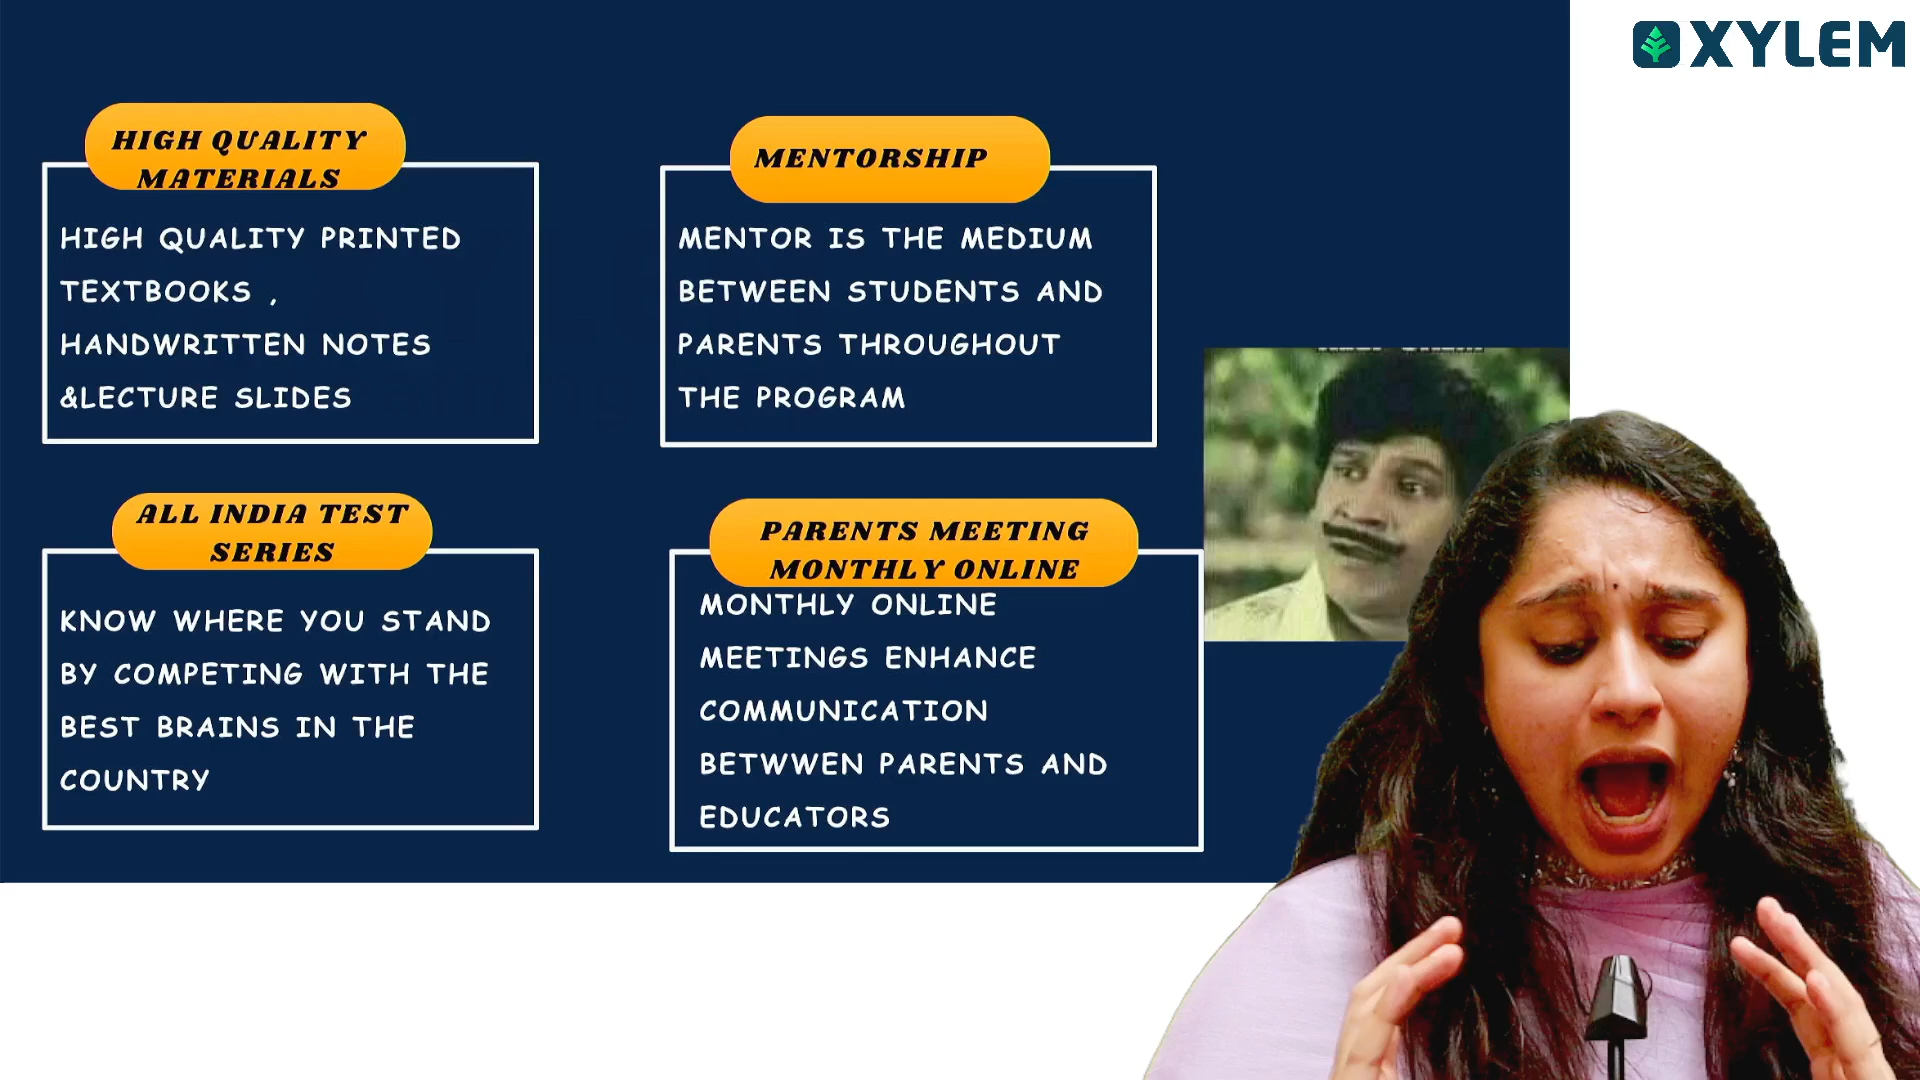 XYLEM
HIGH QUALITY
MATERIALS
HIGH QUALITY PRINTED
TEXTBOOKS ,
HANDWRITTEN NOTES
&LECTURE SLIDES
MENTORSHIP
MENTOR IS THE MEDIUM
BETWEEN STUDENTS AND
PARENTS THROUGHOUT
THE PROGRAM
ALL INDIA TEST
SERIES
KNOW WHERE YOU STAND
BY COMPETING WITH THE
BEST BRAINS IN THE
COUNTRY
PARENTS MEETING
MONTHLY ONLINE
MONTHLY ONLINE
MEETINGS ENHANCE
COMMUNICATION
BETWWEN PARENTS AND
EDUCATORS